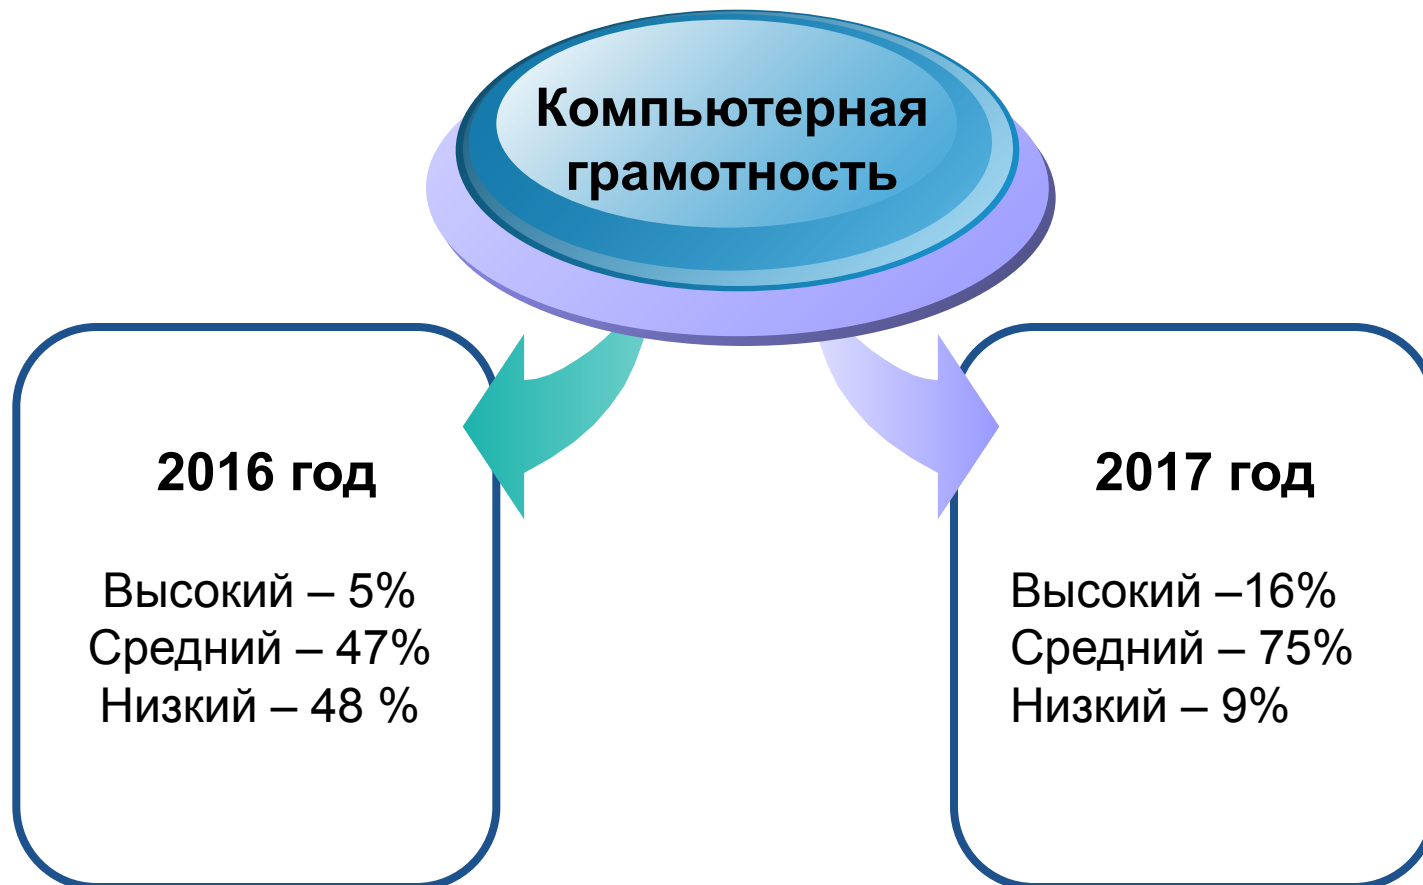 Компьютерная
грамотность
2016 год
Высокий – 5%
Средний – 47%
Низкий – 48 %
2017 год
Высокий –16%
Средний – 75%
Низкий – 9%